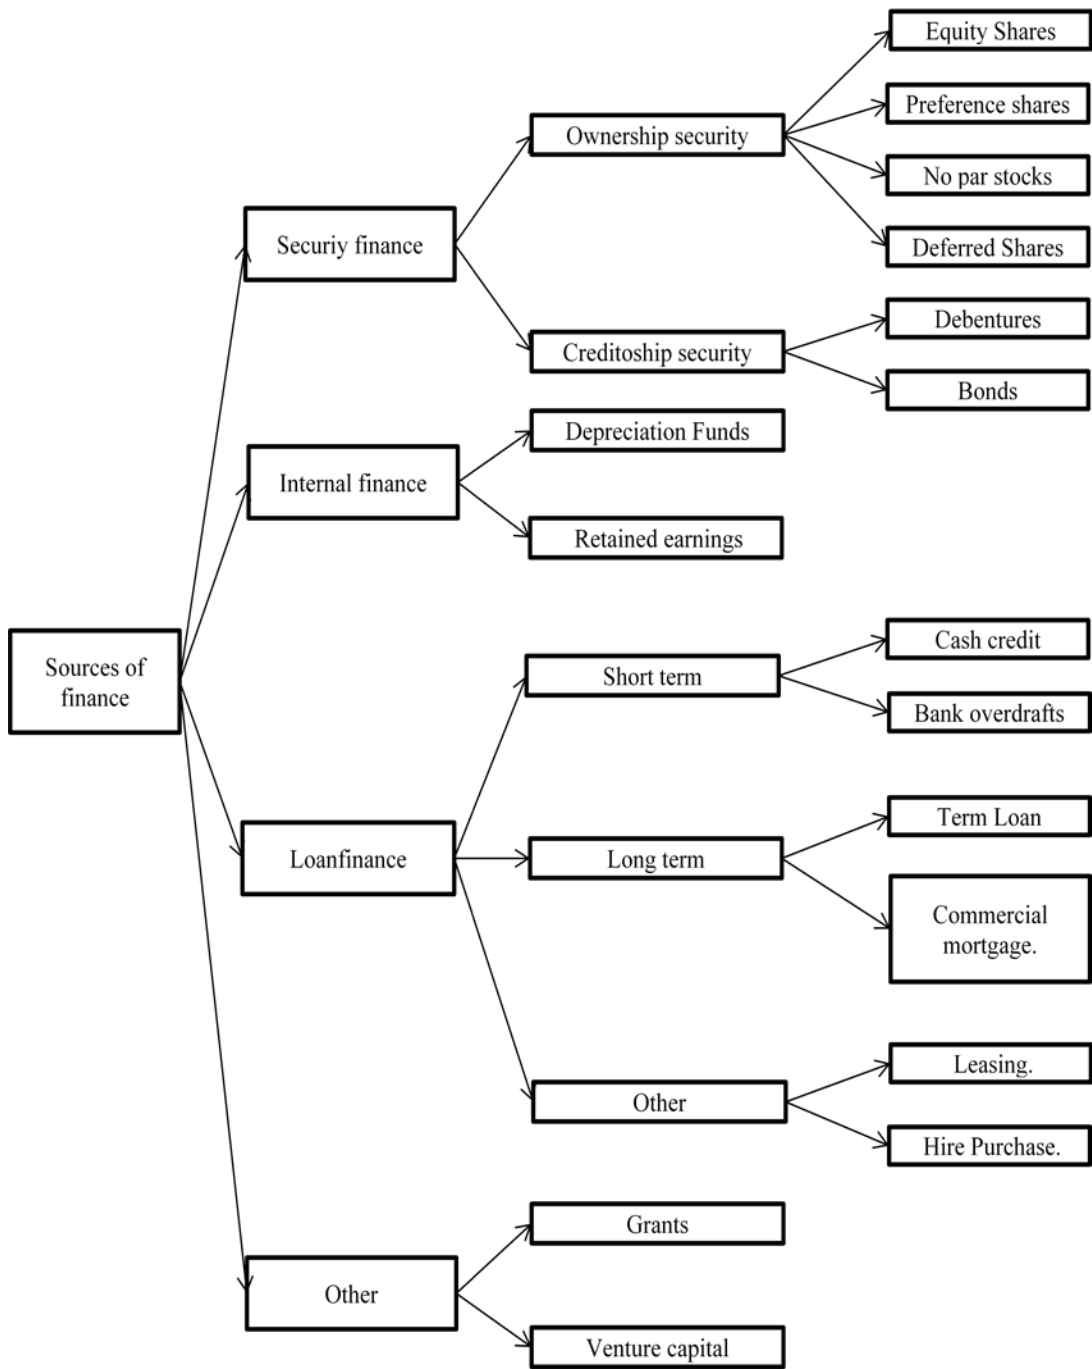 Sources of
finance
Securiy finance
Ownership security
Equity Shares
Preference shares
No par stocks
Deferred Shares
Creditoship security
Debentures
Bonds
Internal finance
Depreciation Funds
Retained earnings
Loanfinance
Short term
Cash credit
Bank overdrafts
Long term
Term Loan
Commercial
mortgage.
Other
Leasing.
Hire Purchase.
Other
Grants
Venture capital